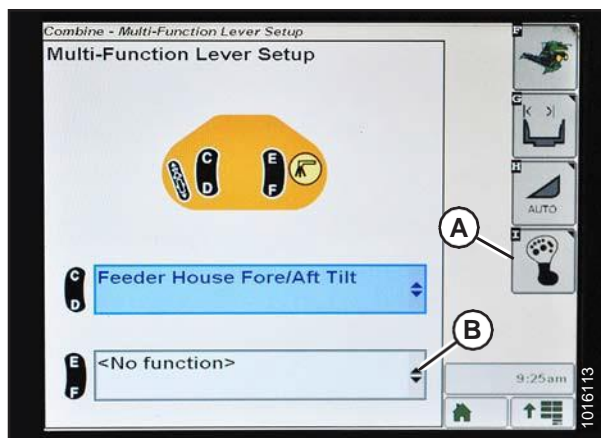 Combine - Multi-Function Lever Setup
Multi-Function Lever Setup
C
D
E
F
C
D
Feeder House Fore/Aft Tilt
E
F
<No function>
F
G
H
AUTO
I
A
B
9:25am
1016113